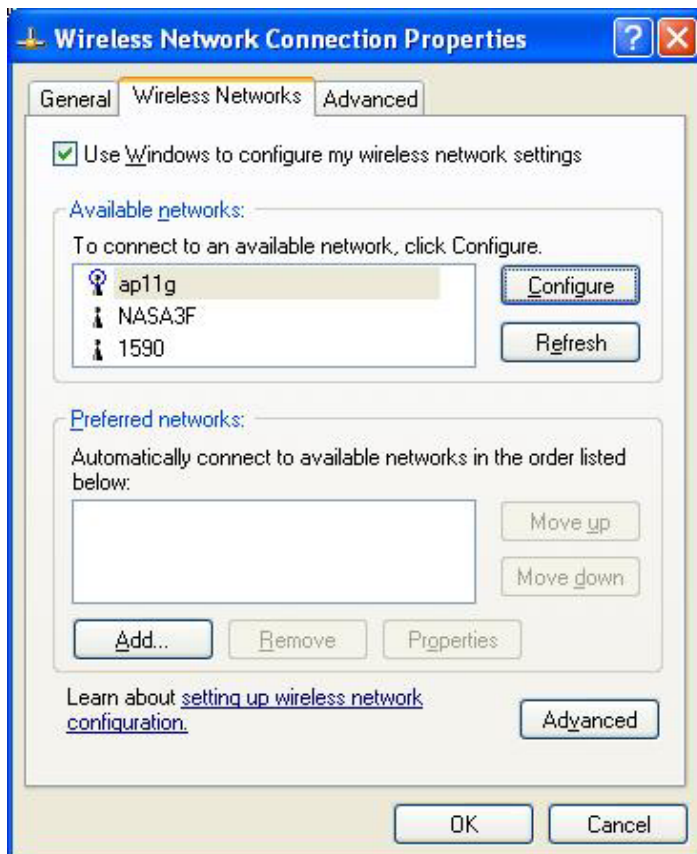 Wireless Network Connection Properties
General Wireless Networks Advanced
Use Windows to configure my wireless network settings
Available networks:
To connect to an available network, click Configure.
ap11g
NASA3F
1590
Configure
Refresh
Preferred networks:
Automatically connect to available networks in the order listed
below:
Move up
Move down
Add...
Remove
Properties
Learn about setting up wireless network
configuration.
Advanced
OK
Cancel